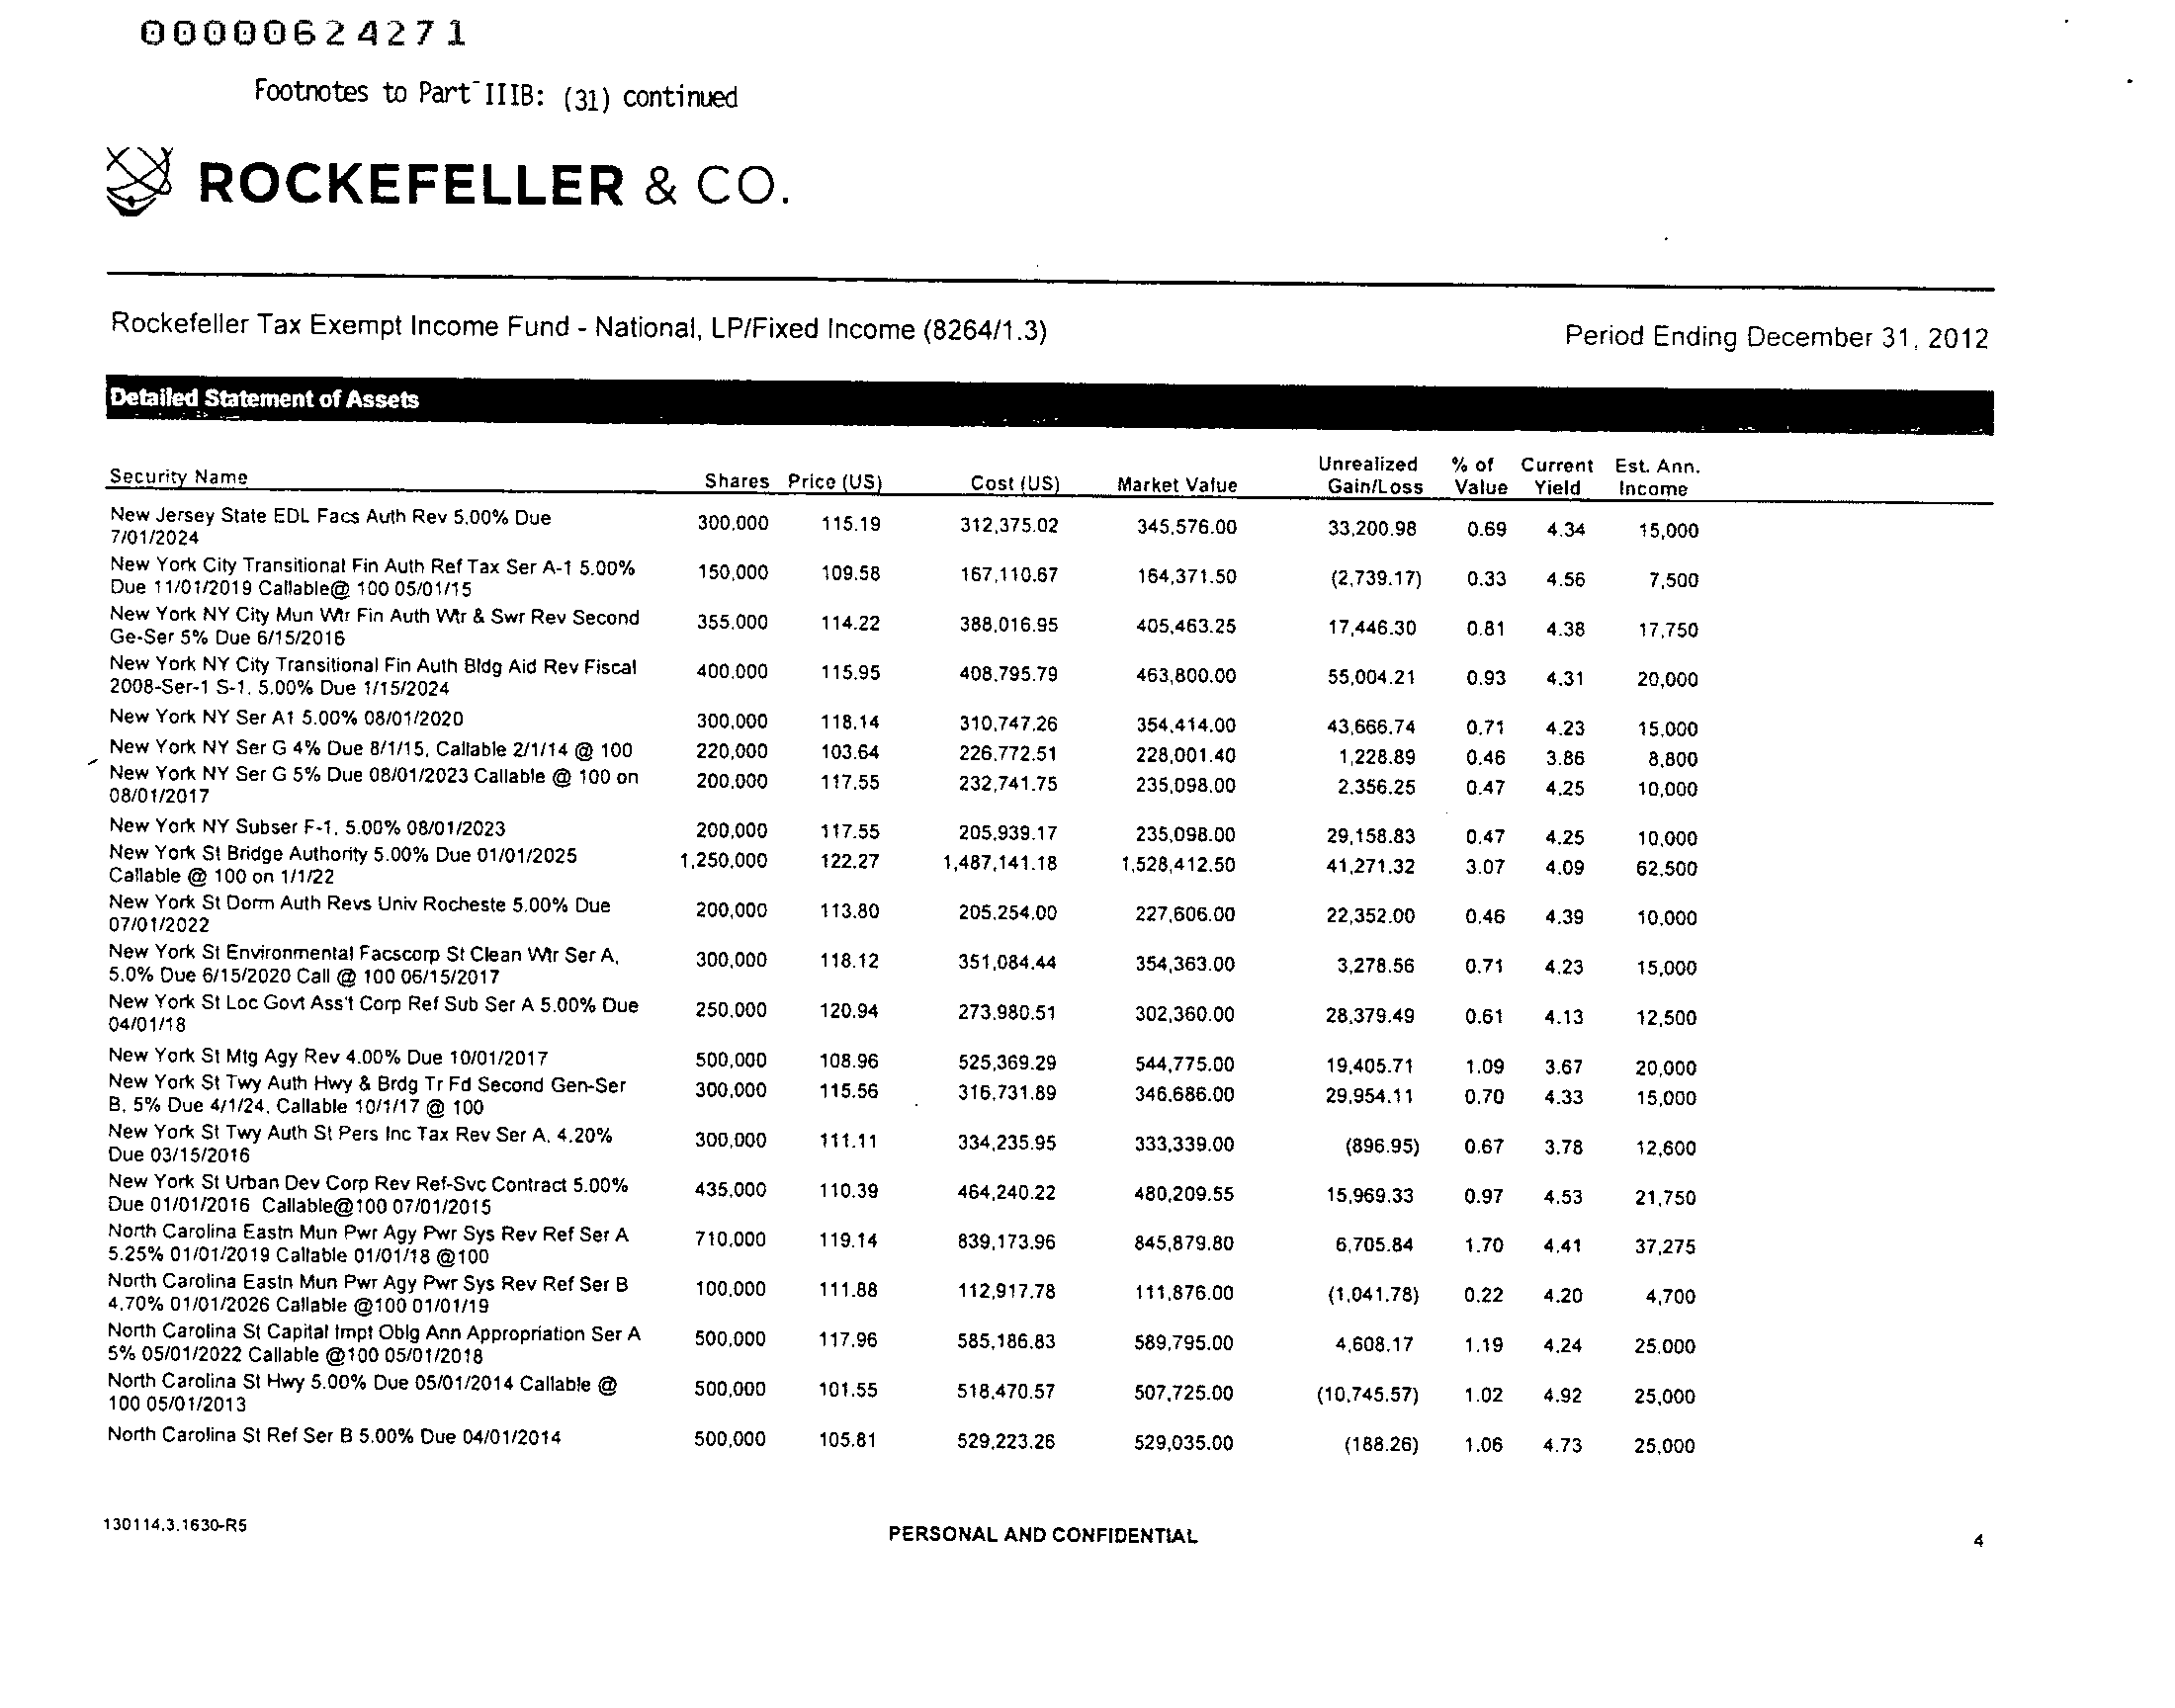 00000624271
Footnotes to Part IIIB: (31) continued
ROCKEFELLER & CO.
Rockefeller Tax Exempt Income Fund - National, LP/Fixed Income (8264/1.3) Period Ending December 31, 2012
Detailed Statement of Assets
Unrealized % of Current Est. Ann.
Security Name Shares Price (US) Cost (US) Market Value Gain/Loss Value Yield Income
New Jersey State EDL Facs Auth Rev 5.00% Due 300,000 115.19 312,375.02 345,576.00 33,200.98 0.69 4.34 15,000
7/01/2024
New York City Transitional Fin Auth Ref Tax Ser A-1 5.00% 150,000 109.58 167,110.67 164,371.50 (2,739.17) 0.33 4.56 7,500
Due 11/01/2019 Callable@ 100 05/01/15
New York NY City Mun Wtr Fin Auth Wtr & Swr Rev Second 355,000 114.22 388,016.95 405,463.25 17,446.30 0.81 4.38 17,750
Ge-Ser 5% Due 6/15/2016
New York NY City Transitional Fin Auth Bldg Aid Rev Fiscal 400,000 115.95 408,795.79 463,800.00 55,004.21 0.93 4.31 20,000
2008-Ser-1 S-1, 5.00% Due 1/15/2024
New York NY Ser A1 5.00% 08/01/2020 300,000 118.14 310,747.26 354,414.00 43,666.74 0.71 4.23 15,000
New York NY Ser G 4% Due 8/1/15, Callable 2/1/14 @ 100 220,000 103.64 226,772.51 228,001.40 1,228.89 0.46 3.86 8,800
New York NY Ser G 5% Due 08/01/2023 Callable @ 100 on 200,000 117.55 232,741.75 235,098.00 2,356.25 0.47 4.25 10,000
08/01/2017
New York NY Subser F-1, 5.00% 08/01/2023 200,000 117.55 205,939.17 235,098.00 29,158.83 0.47 4.25 10,000
New York St Bridge Authority 5.00% Due 01/01/2025 1,250,000 122.27 1,487,141.18 1,528,412.50 41,271.32 3.07 4.09 62,500
Callable @ 100 on 1/1/22
New York St Dorm Auth Revs Univ Rocheste 5.00% Due 200,000 113.80 205,254.00 227,606.00 22,352.00 0.46 4.39 10,000
07/01/2022
New York St Environmental Facscorp St Clean Wtr Ser A, 300,000 118.12 351,084.44 354,363.00 3,278.56 0.71 4.23 15,000
5.0% Due 6/15/2020 Call @ 100 06/15/2017
New York St Loc Govt Ass't Corp Ref Sub Ser A 5.00% Due 250,000 120.94 273,980.51 302,360.00 28,379.49 0.61 4.13 12,500
04/01/18
New York St Mtg Agy Rev 4.00% Due 10/01/2017 500,000 108.96 525,369.29 544,775.00 19,405.71 1.09 3.67 20,000
New York St Twy Auth Hwy & Brdg Tr Fd Second Gen-Ser 300,000 115.56 316,731.89 346,686.00 29,954.11 0.70 4.33 15,000
B, 5% Due 4/1/24, Callable 10/1/17 @ 100
New York St Twy Auth St Pers Inc Tax Rev Ser A, 4.20% 300,000 111.11 334,235.95 333,339.00 (896.95) 0.67 3.78 12,600
Due 03/15/2016
New York St Urban Dev Corp Rev Ref-Svc Contract 5.00% 435,000 110.39 464,240.22 480,209.55 15,969.33 0.97 4.53 21,750
Due 01/01/2016 Callable@100 07/01/2015
North Carolina Eastn Mun Pwr Agy Pwr Sys Rev Ref Ser A 710,000 119.14 839,173.96 845,879.80 6,705.84 1.70 4.41 37,275
5.25% 01/01/2019 Callable 01/01/18 @100
North Carolina Eastn Mun Pwr Agy Pwr Sys Rev Ref Ser B 100,000 111.88 112,917.78 111,876.00 (1,041.78) 0.22 4.20 4,700
4.70% 01/01/2026 Callable @100 01/01/19
North Carolina St Capital Impt Oblg Ann Appropriation Ser A 500,000 117.96 585,186.83 589,795.00 4,608.17 1.19 4.24 25,000
5% 05/01/2022 Callable @100 05/01/2018
North Carolina St Hwy 5.00% Due 05/01/2014 Callable @ 500,000 101.55 518,470.57 507,725.00 (10,745.57) 1.02 4.92 25,000
100 05/01/2013
North Carolina St Ref Ser B 5.00% Due 04/01/2014 500,000 105.81 529,223.26 529,035.00 (188.26) 1.06 4.73 25,000
130114.3.1630-R5 PERSONAL AND CONFIDENTIAL 4